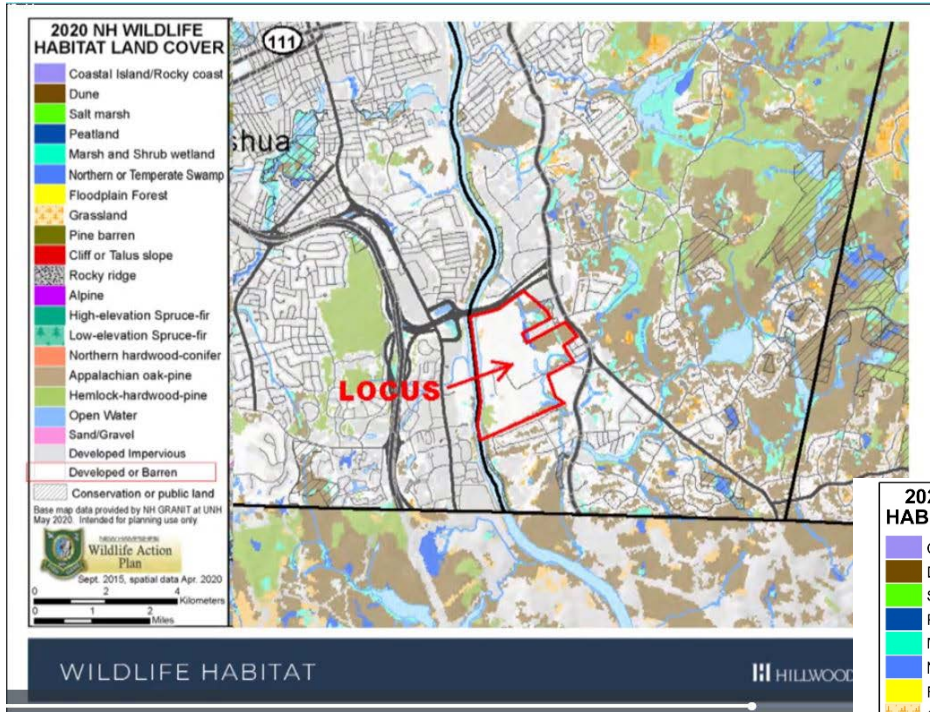 2020 NH WILDLIFE
HABITAT LAND COVER
Coastal Island/Rocky coast
Dune
Salt marsh
Peatland
Marsh and Shrub wetland
Northern or Temperate Swamp
Floodplain Forest
Grassland
Pine barren
Cliff or Talus slope
Rocky ridge
Alpine
High-elevation Spruce-fir
Low-elevation Spruce-fir
Northern hardwood-conifer
Appalachian oak-pine
Hemlock-hardwood-pine
Open Water
Sand/Gravel
Developed Impervious
Developed or Barren
Conservation or public land
Base map data provided by NH GRANIT at UNH
May 2020. Intended for planning use only
NEW HAMPSHIRE
Wildlife Action
Plan
Sept. 2015, spatial data Apr. 2020
0 2 4
Kilometers
0 1 2
Miles
111
shua
LOCUS
WILDLIFE HABITAT
HILLWOOD
202
HAB
C
D
S
P
M
N
F